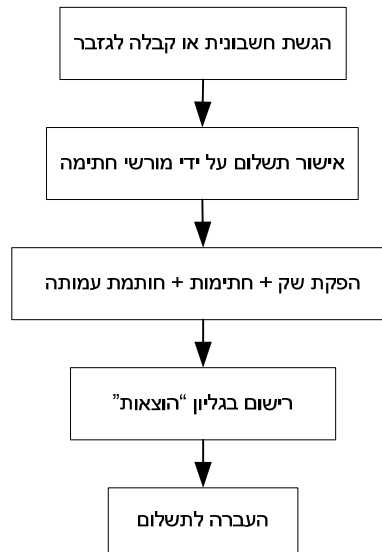 הגשת חשבונית או קבלה לגזבר
אישור תשלום על ידי מורשי חתימה
הפקת שק + חתימות + חותמת עמותה
רישום בגליון “הוצאות”
העברה לתשלום